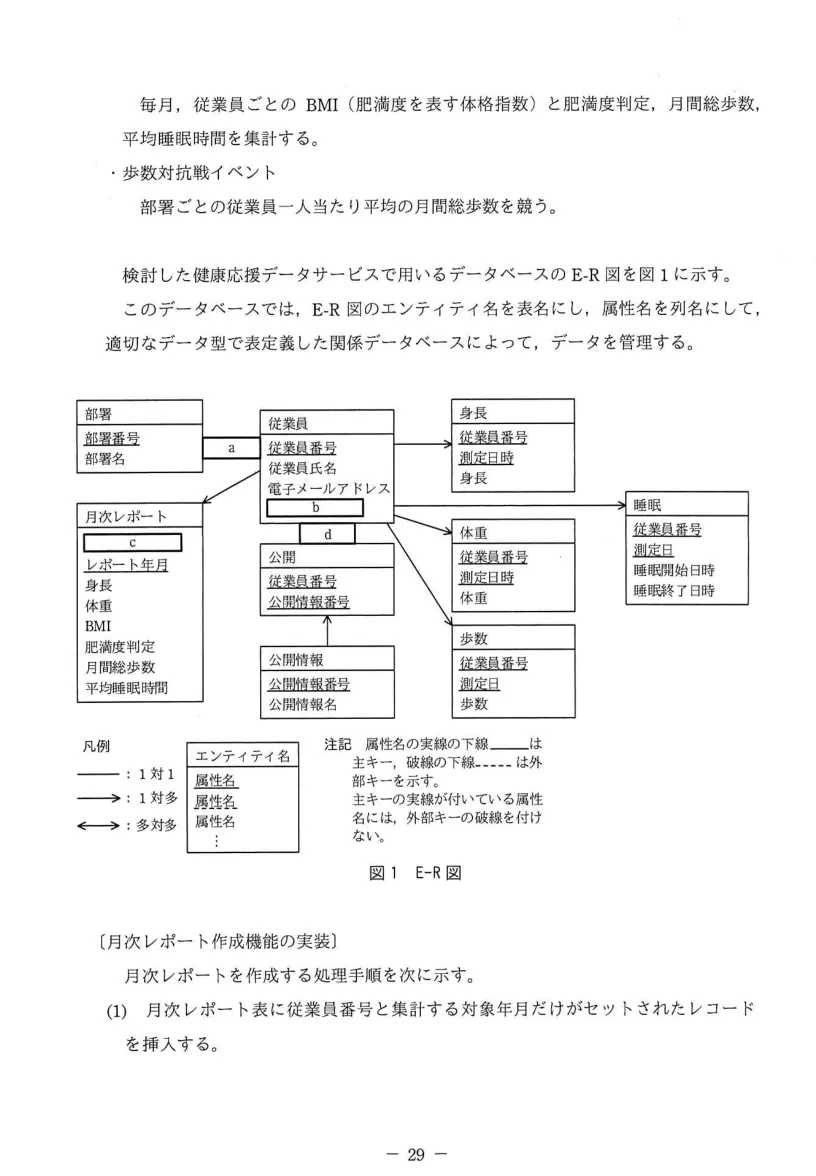 毎月，従業員ごとの BMI（肥満度を表す体格指数）と肥満度判定，月間総歩数，
平均睡眠時間を集計する。
・歩数対抗戦イベント
部署ごとの従業員一人当たり平均の月間総歩数を競う。
検討した健康応援データサービスで用いるデータベースの E-R 図を図 1 に示す。
このデータベースでは，E-R 図のエンティティ名を表名にし，属性名を列名にして，
適切なデータ型で表定義した関係データベースによって，データを管理する。
部署
部署番号
部署名
a
従業員
従業員番号
従業員氏名
電子メールアドレス
b
身長
従業員番号
測定日時
身長
月次レポート
c
レポート年月
身長
体重
BMI
肥満度判定
月間総歩数
平均睡眠時間
d
公開
従業員番号
公開情報番号
体重
従業員番号
測定日時
体重
睡眠
従業員番号
測定日
睡眠開始日時
睡眠終了日時
公開情報
公開情報番号
公開情報名
歩数
従業員番号
測定日
歩数
凡例
：1 対 1
：1 対多
：多対多
エンティティ名
属性名
属性名
属性名
⋮
注記 属性名の実線の下線＿＿は
主キー，破線の下線-----は外
部キーを示す。
主キーの実線が付いている属性
名には，外部キーの破線を付け
ない。
図 1 E-R 図
〔月次レポート作成機能の実装〕
月次レポートを作成する処理手順を次に示す。
(1) 月次レポート表に従業員番号と集計する対象年月だけがセットされたレコード
を挿入する。
－ 29 －